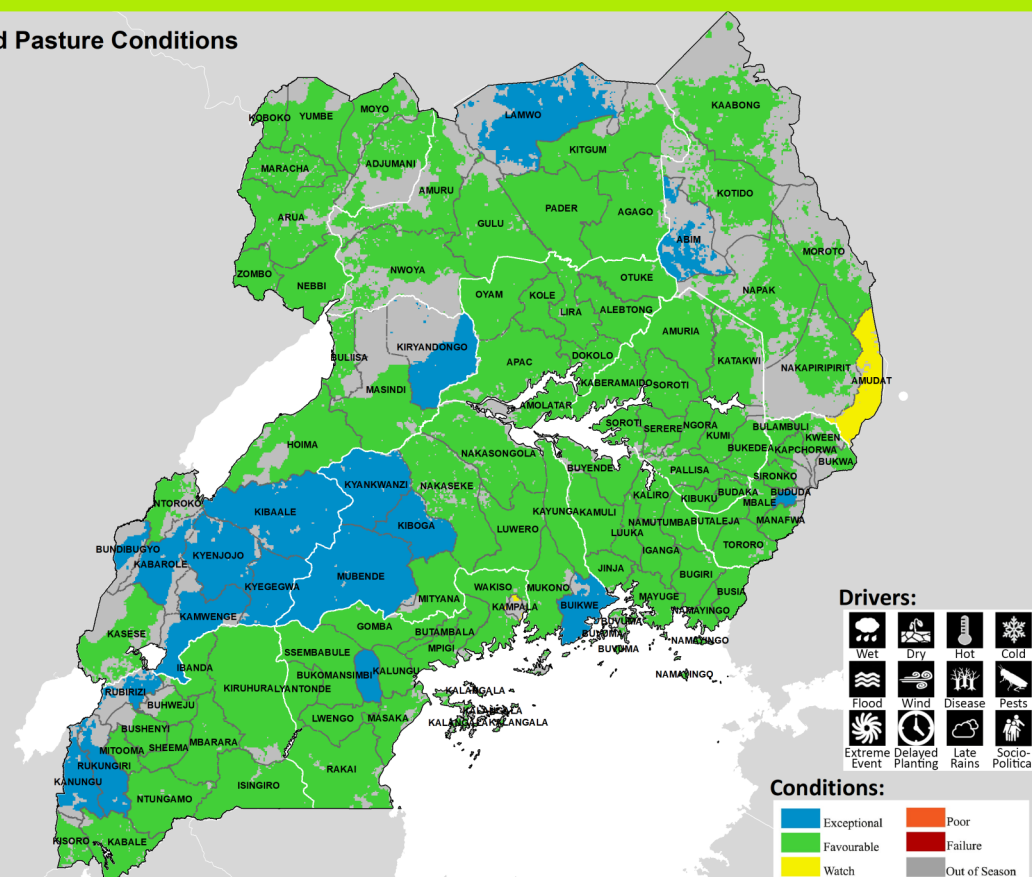 d Pasture Conditions
KAABONG
MOYO
KOBOKO
YUMBE
LAMWO
KITGUM
ADJUMANI
MARACHA
AMURU
KOTIDO
PADER
AGAGO
ARUA
GULU
ABIM
MOROTO
NWOYA
ZOMBO
NEBBI
OTUKE
NAPAK
OYAM
KOLE
LIRA
ALEBTONG
AMURIA
KIRYANDONGO
BULIISA
DOKOLO
APAC
KATAKWI
NAKAPIRIPIRIT
AMUDAT
MASINDI
KABERAMAIDO
SOROTI
AMOLATAR
SOROTI
SERERE
NGORA
KUMI
BULAMBULI
KWEEN
HOIMA
NAKASONGOLA
BUKEDEA
KAPCHORWA
BUKWA
BUYENDE
PALLISA
SIRONKO
KYANKWANZI
NAKASEKE
KALIRO
KIBUKU
BUDAKA
BUDUDA
MBALE
NTOROKO
KIBAALE
KIBOGA
KAYUNGA
KAMULI
NAMUTUMBA
BUTALEJA
MANAFWA
LUWERO
LUUKA
BUNDIBUGYO
KYENJOJO
KABAROLE
IGANGA
TORORO
KYEGEGWA
MUBENDE
JINJA
BUGIRI
WAKISO
MUKONO
MITYANA
KAMPALA
BUIKWE
MAYUGE
BUSIA
NAMAYINGO
KAMWENGE
BUVUMA
GOMBA
BUTAMBALA
BUVUMA
KASESE
NAMAYINGO
SSEMBABULE
MPIGI
BUVUMA
IBANDA
BUKOMANSIMBI
KALUNGU
NAMAYINGO
RUBIRIZI
KIRUHURA
LYANTONDE
KALANGALA
BUHWEJU
KALANGALA
LWENGO
MASAKA
KALANGALA
KALANGALA
BUSHENYI
MITOOMA
SHEEMA
MBARARA
RUKUNGIRI
RAKAI
KANUNGU
ISINGIRO
NTUNGAMO
KISORO
KABALE
Drivers:
Wet
Dry
Hot
Cold
Flood
Wind
Disease
Pests
Extreme Event
Delayed Planting
Late Rains
Socio-Politica
Conditions:
Exceptional
Poor
Favourable
Failure
Watch
Out of Season